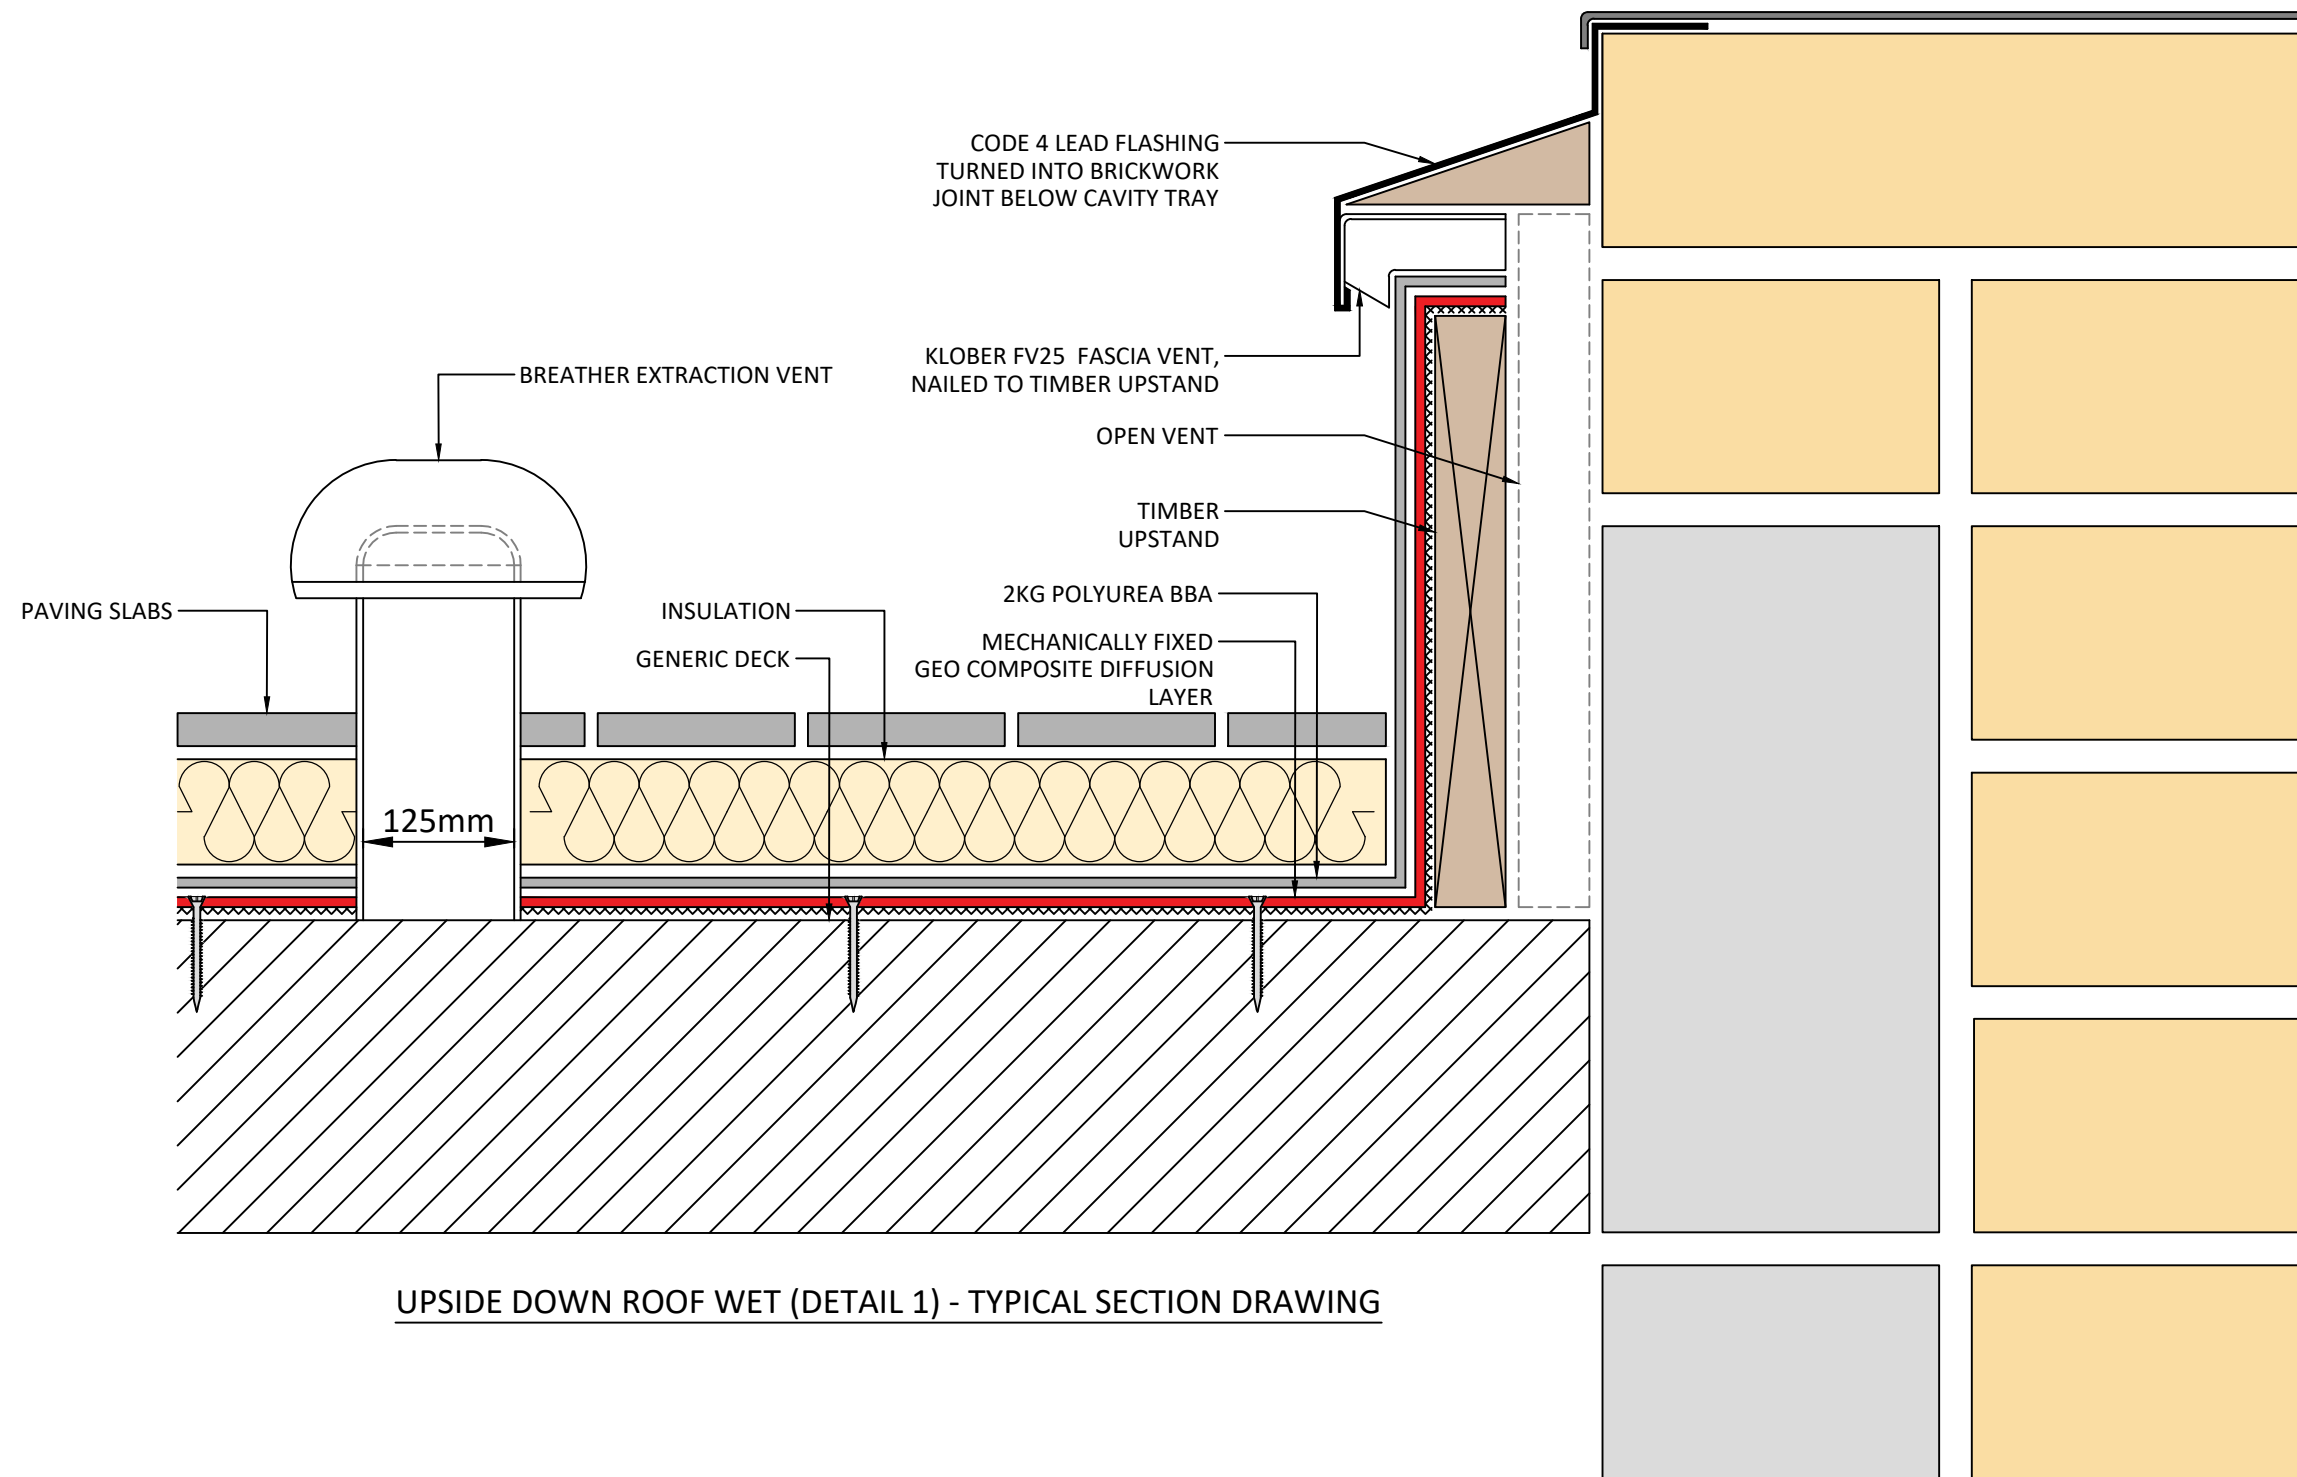 CODE 4 LEAD FLASHING
TURNED INTO BRICKWORK
JOINT BELOW CAVITY TRAY
KLOBER FV25  FASCIA VENT,
NAILED TO TIMBER UPSTAND
BREATHER EXTRACTION VENT
OPEN VENT
TIMBER
UPSTAND
2KG POLYUREA BBA
PAVING SLABS
INSULATION
MECHANICALLY FIXED
GEO COMPOSITE DIFFUSION
LAYER
GENERIC DECK
125mm
UPSIDE DOWN ROOF WET (DETAIL 1) - TYPICAL SECTION DRAWING